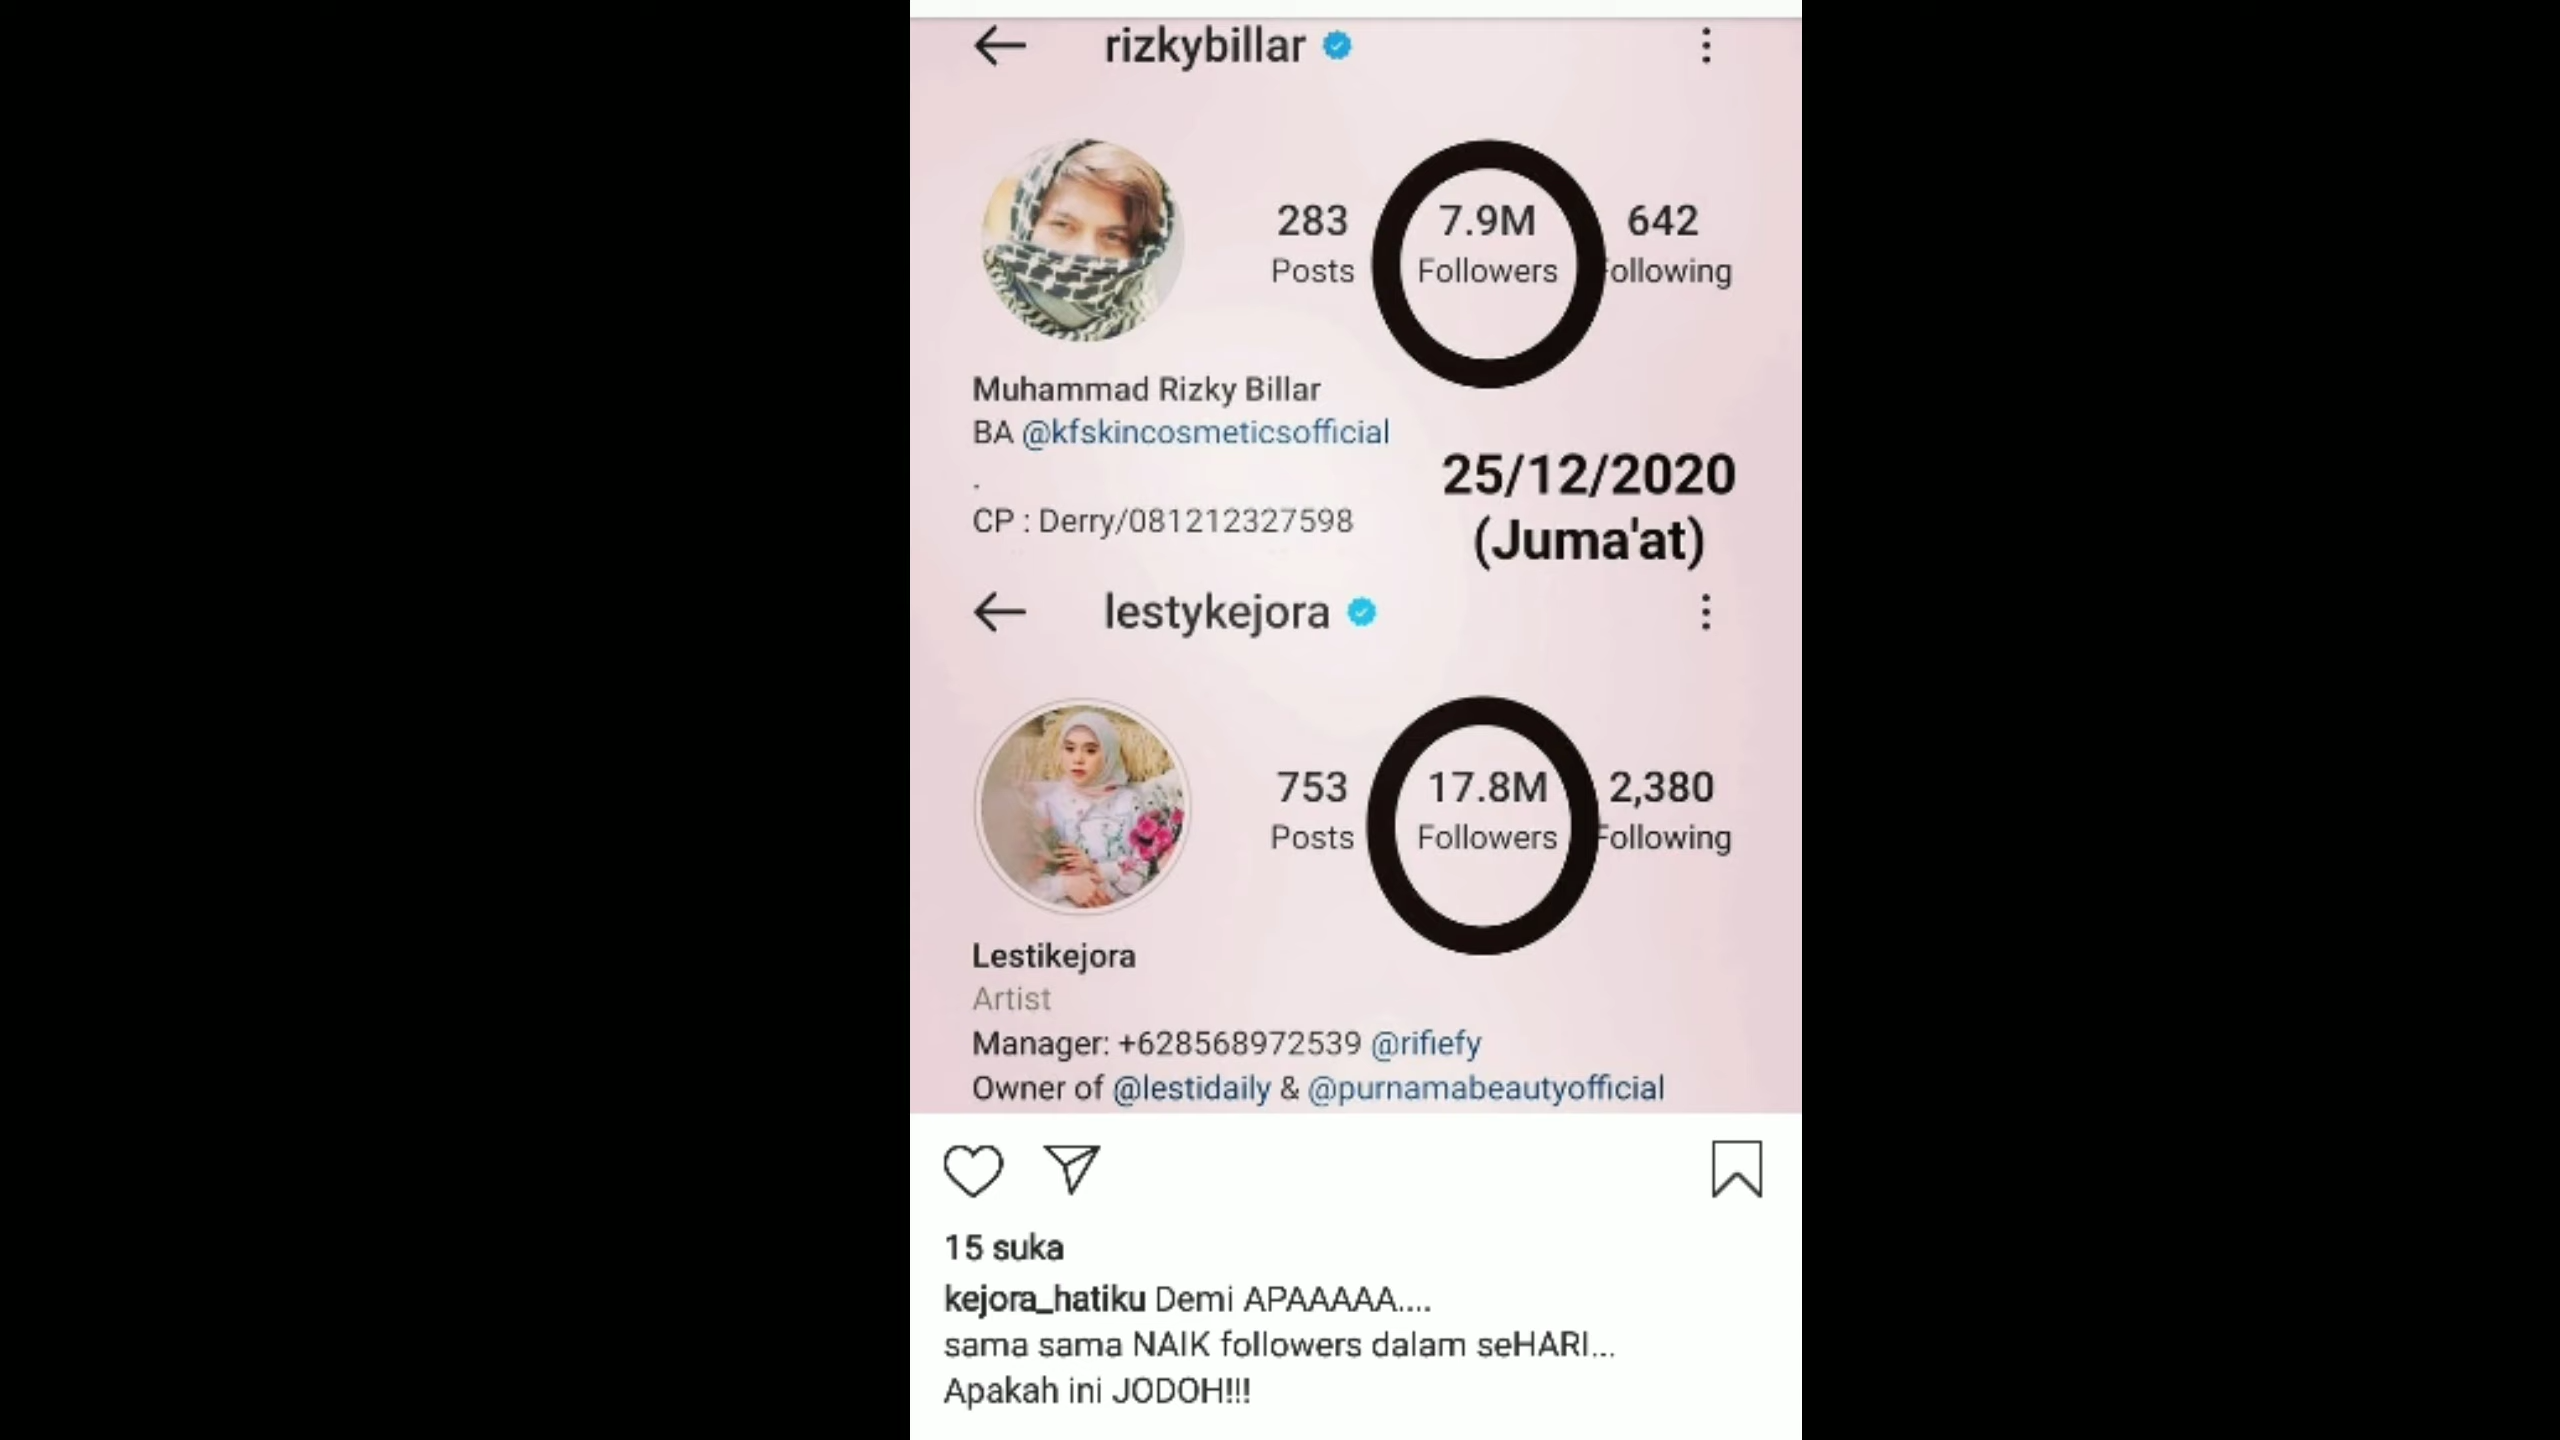 rizkybillar
283 7.9M 642
Posts Followers ollowing
Muhammad Rizky Billar
BA @kfskincosmeticsofficial
.
CP : Derry/081212327598
25/12/2020
(Juma'at)
lestykejora
753 17.8M 2,380
Posts Followers Following
Lestikejora
Artist
Manager: +628568972539 @rifiefy
Owner of @lestidaily & @purnamabeautyofficial
15 suka
kejora_hatiku Demi APAAAAA....
sama sama NAIK followers dalam seHARI...
Apakah ini JODOH!!!